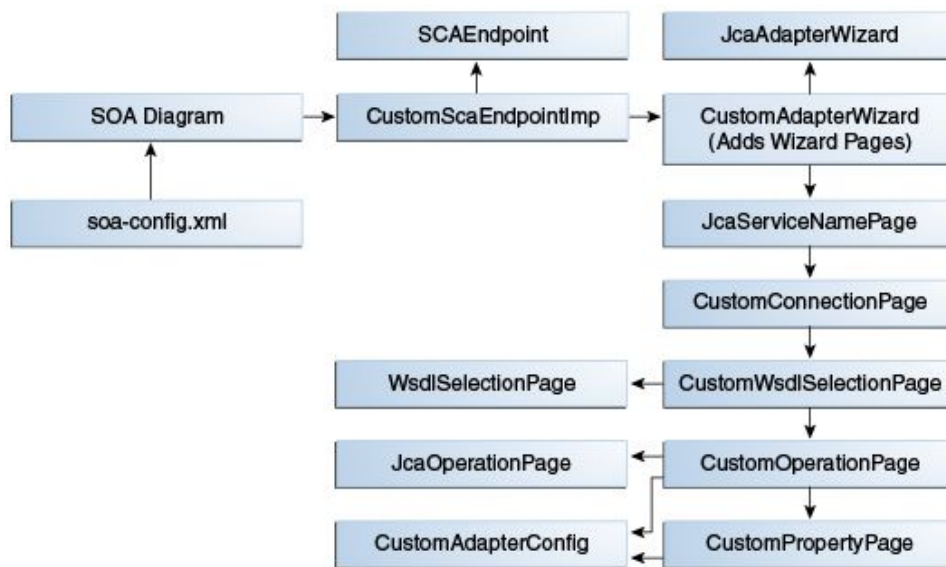 SCAEndpoint
JcaAdapterWizard
SOA Diagram
CustomScaEndpointImp
CustomAdapterWizard
(Adds Wizard Pages)
soa-config.xml
JcaServiceNamePage
CustomConnectionPage
WsdlSelectionPage
CustomWsdlSelectionPage
JcaOperationPage
CustomOperationPage
CustomAdapterConfig
CustomPropertyPage